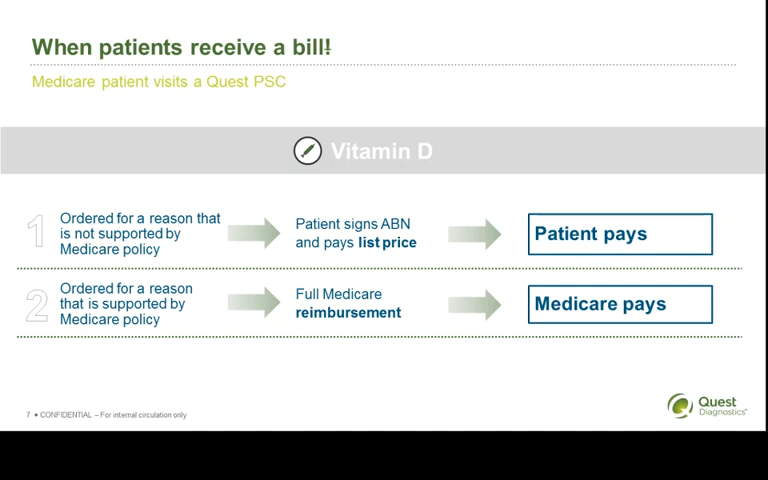 When patients receive a bill!
Medicare patient visits a Quest PSC
Vitamin D
1
Ordered for a reason that
is not supported by
Medicare policy
Patient signs ABN
and pays list price
Patient pays
2
Ordered for a reason
that is supported by
Medicare policy
Full Medicare
reimbursement
Medicare pays
7 • CONFIDENTIAL – For internal circulation only
Quest
Diagnostics®